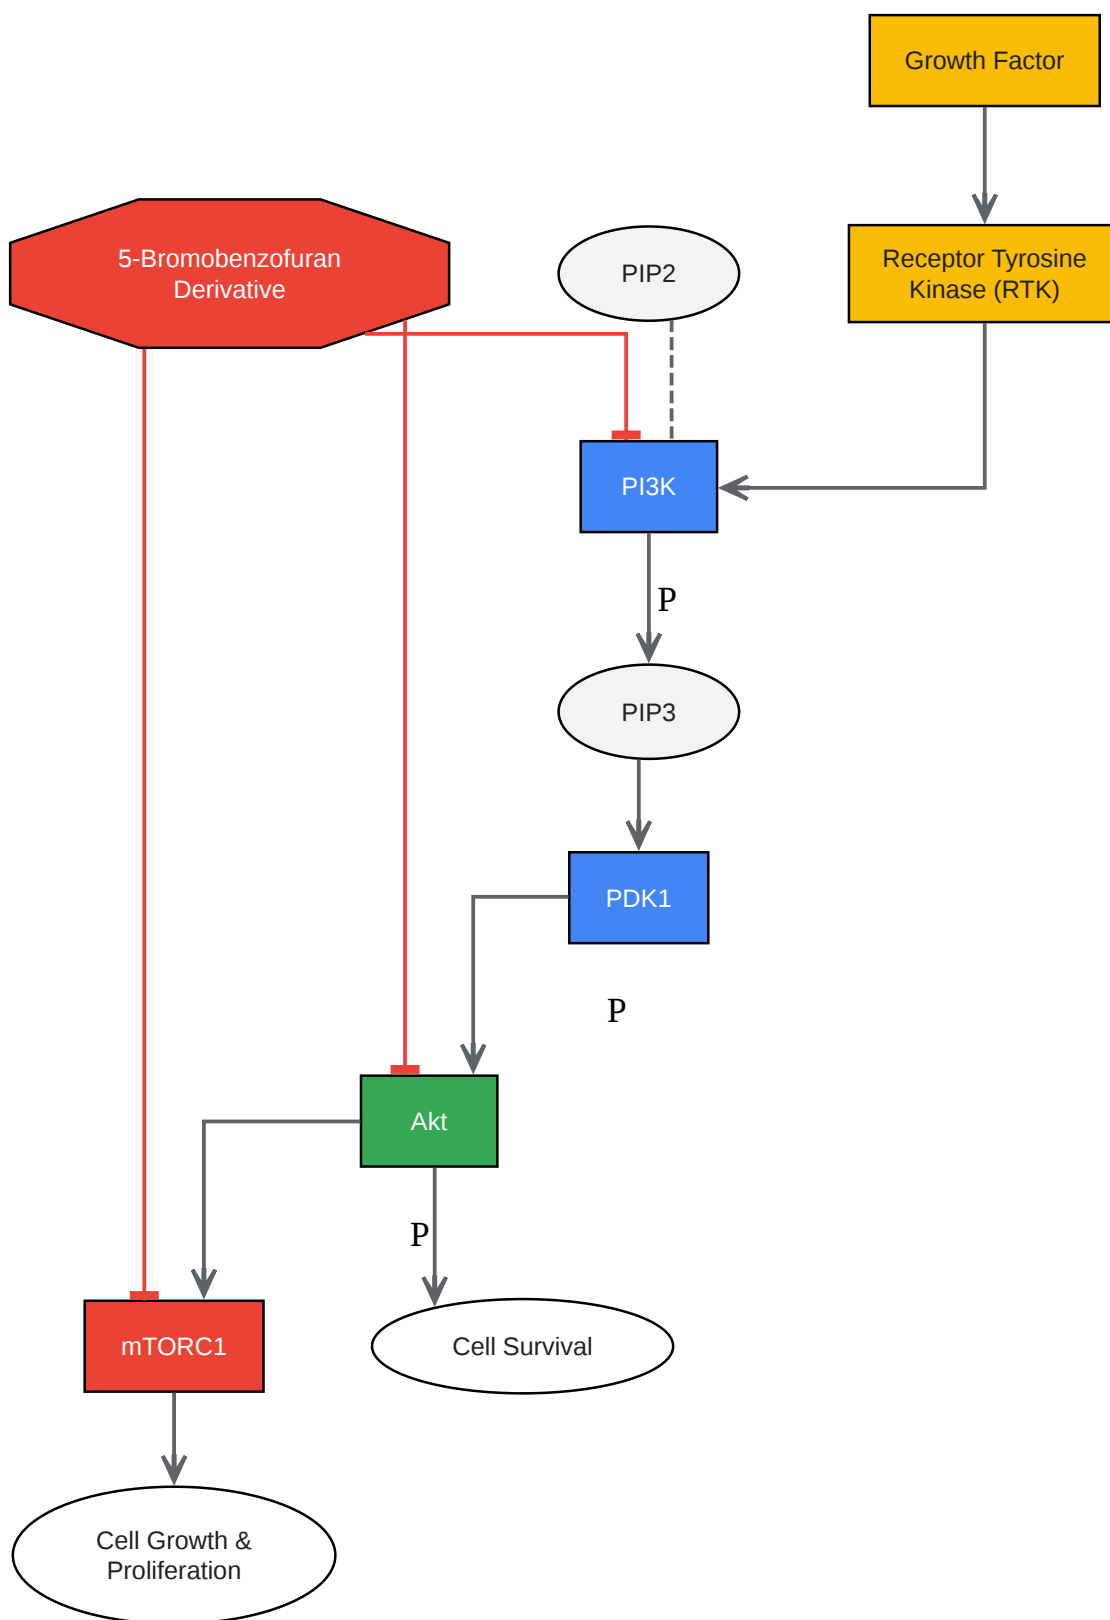 Growth Factor
5-Bromobenzofuran
Derivative
PIP2
Receptor Tyrosine
Kinase (RTK)
PI3K
P
PIP3
PDK1
P
Akt
P
mTORC1
Cell Survival
Cell Growth &
Proliferation